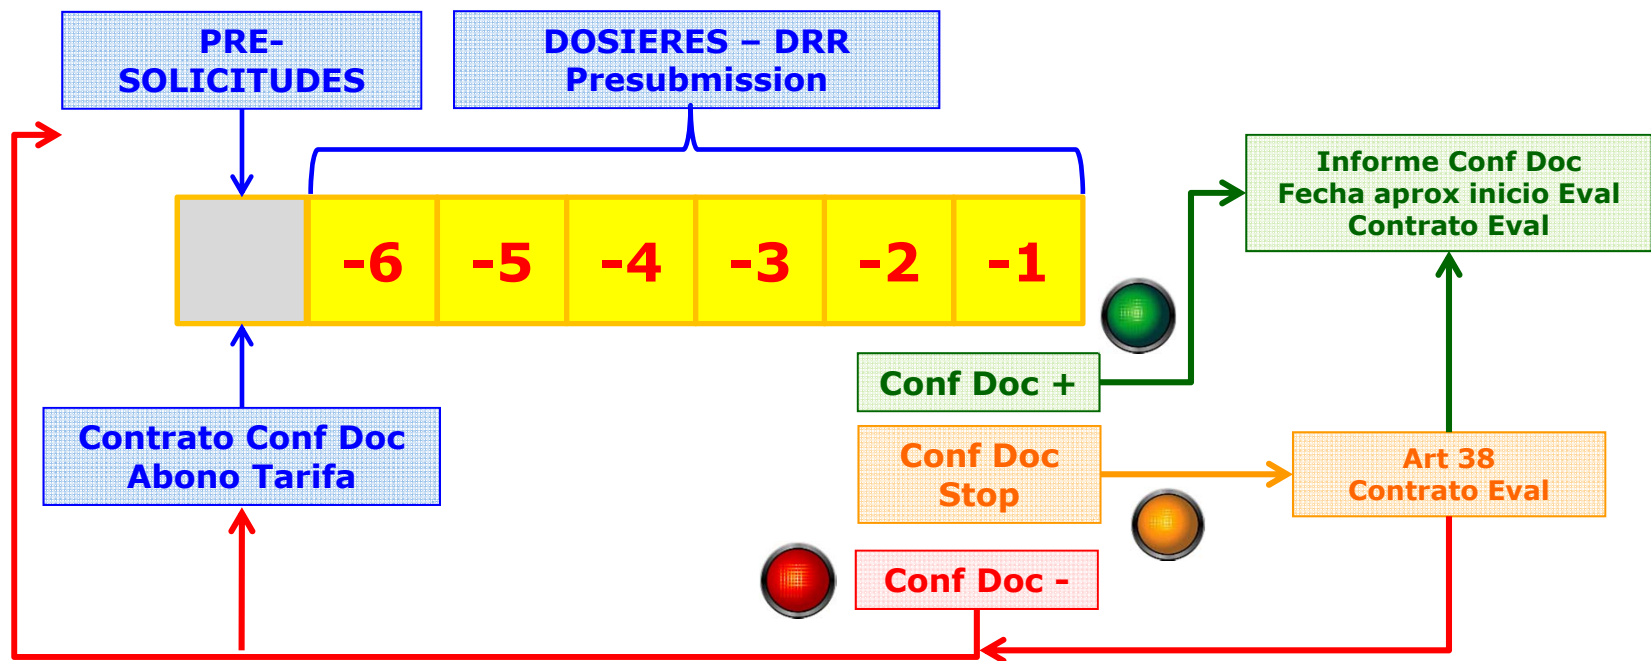 PRE-
SOLICITUDES
DOSIERES – DRR
Presubmission
Informe Conf Doc
Fecha aprox inicio Eval
Contrato Eval
-6 -5 -4 -3 -2 -1
Conf Doc +
Contrato Conf Doc
Abono Tarifa
Conf Doc
Stop
Art 38
Contrato Eval
Conf Doc -